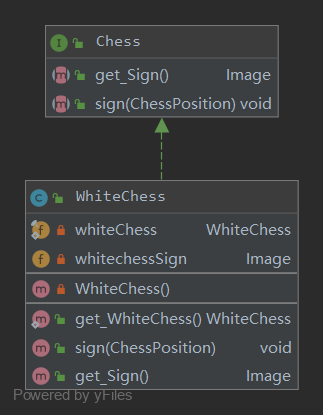 I Chess
m get_Sign() Image
m sign(ChessPosition) void
C WhiteChess
f whiteChess WhiteChess
f whitechessSign Image
m WhiteChess()
m get_WhiteChess() WhiteChess
m sign(ChessPosition) void
m get_Sign() Image
Powered by yFiles